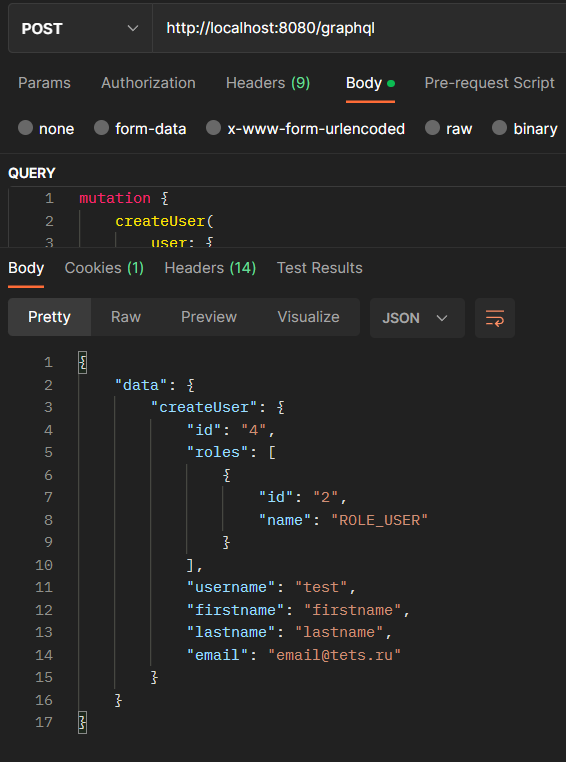 POST http://localhost:8080/graphql
Params Authorization Headers (9) Body Pre-request Script
none form-data x-www-form-urlencoded raw binary
QUERY
1 mutation {
2 createUser(
3 user: {
Body Cookies (1) Headers (14) Test Results
Pretty Raw Preview Visualize JSON
1 {
2 "data": {
3 "createUser": {
4 "id": "4",
5 "roles": [
6 {
7 "id": "2",
8 "name": "ROLE_USER"
9 }
10 ],
11 "username": "test",
12 "firstname": "firstname",
13 "lastname": "lastname",
14 "email": "email@tets.ru"
15 }
16 }
17 }